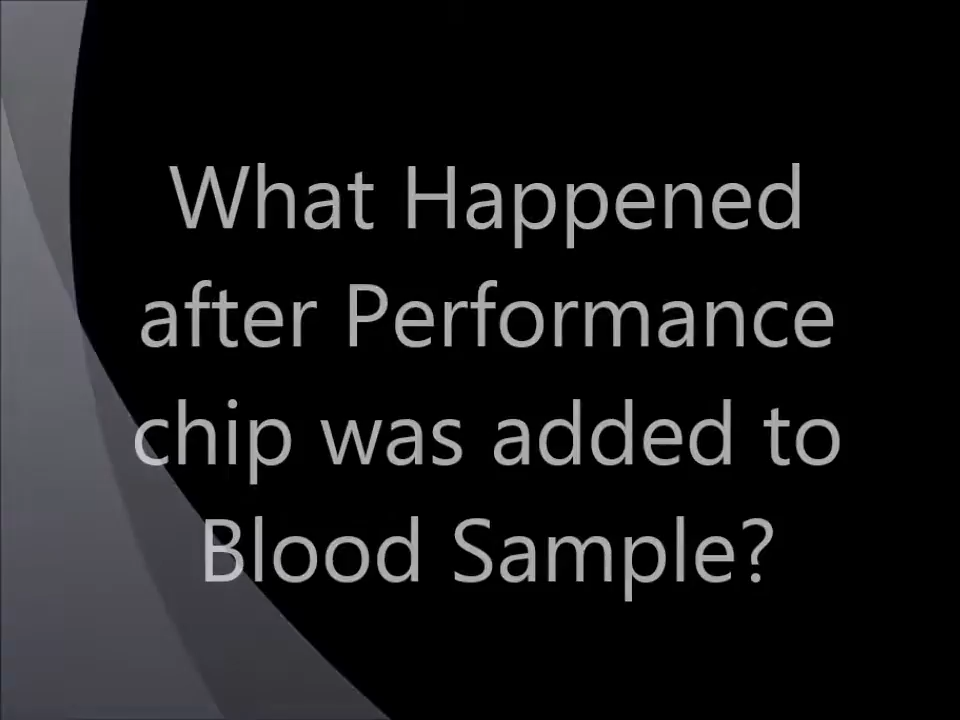 What Happened
after Performance
chip was added to
Blood Sample?